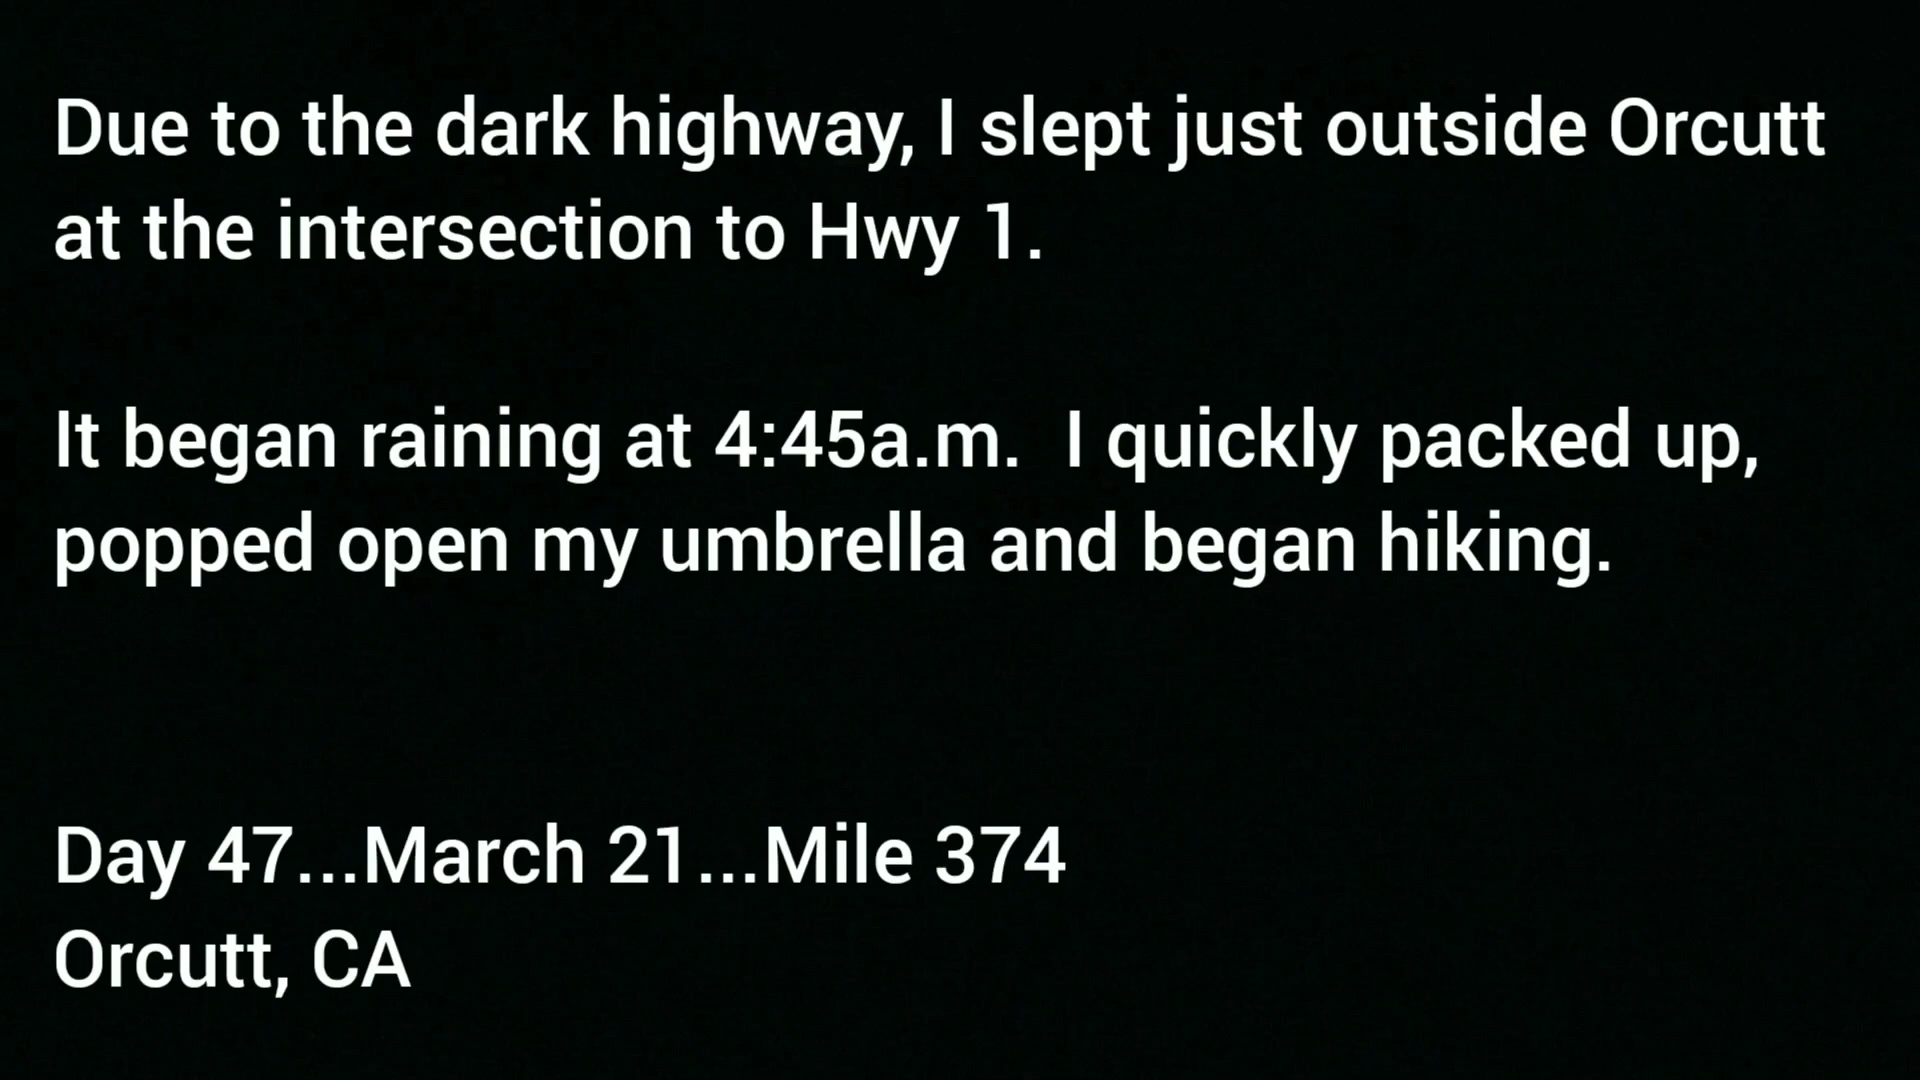 Due to the dark highway, I slept just outside Orcutt
at the intersection to Hwy 1.
It began raining at 4:45a.m.  I quickly packed up,
popped open my umbrella and began hiking.
Day 47...March 21...Mile 374
Orcutt, CA